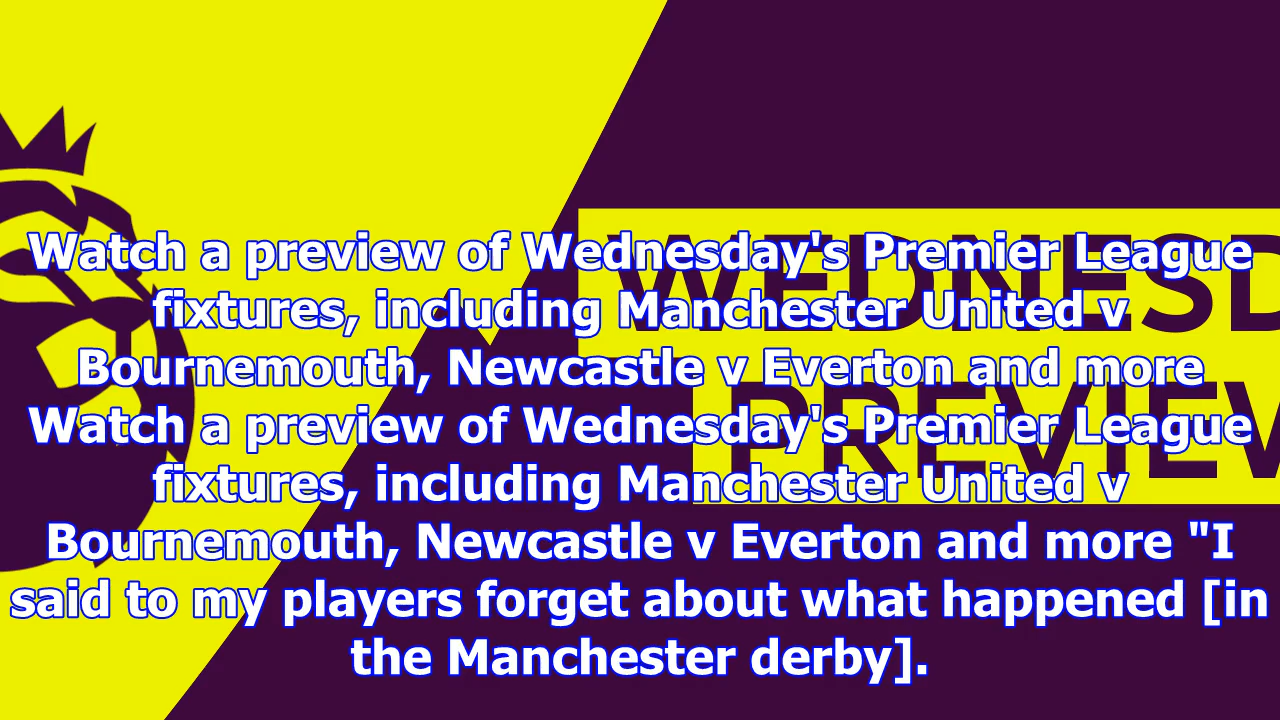 Watch a preview of Wednesday's Premier League
fixtures, including Manchester United v
Bournemouth, Newcastle v Everton and more
Watch a preview of Wednesday's Premier League
fixtures, including Manchester United v
Bournemouth, Newcastle v Everton and more "I
said to my players forget about what happened [in
the Manchester derby].
WEDNESD
PREVIEW